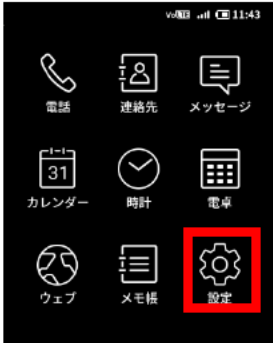 VoLTE 11:43
電話 連絡先 メッセージ
31
カレンダー 時計 電卓
ウェブ メモ帳 設定